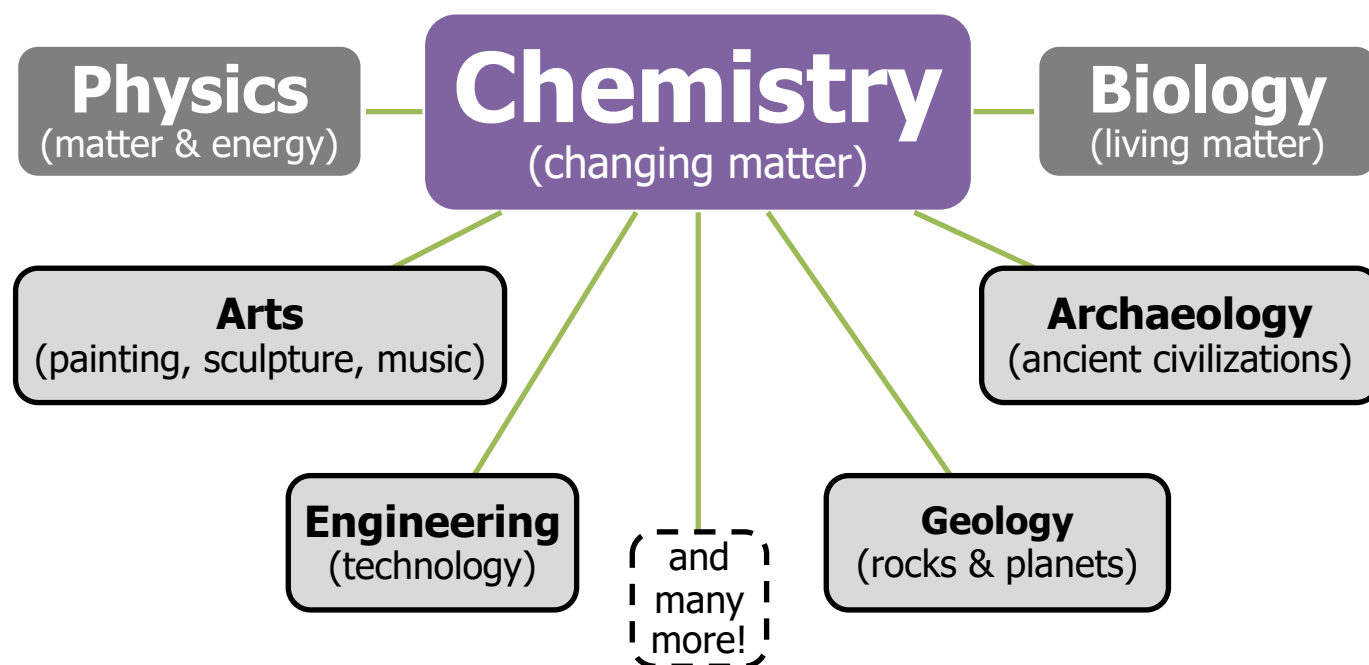 Physics
(matter & energy)
Chemistry
(changing matter)
Biology
(living matter)
Arts
(painting, sculpture, music)
Archaeology
(ancient civilizations)
Engineering
(technology)
and
many
more!
Geology
(rocks & planets)